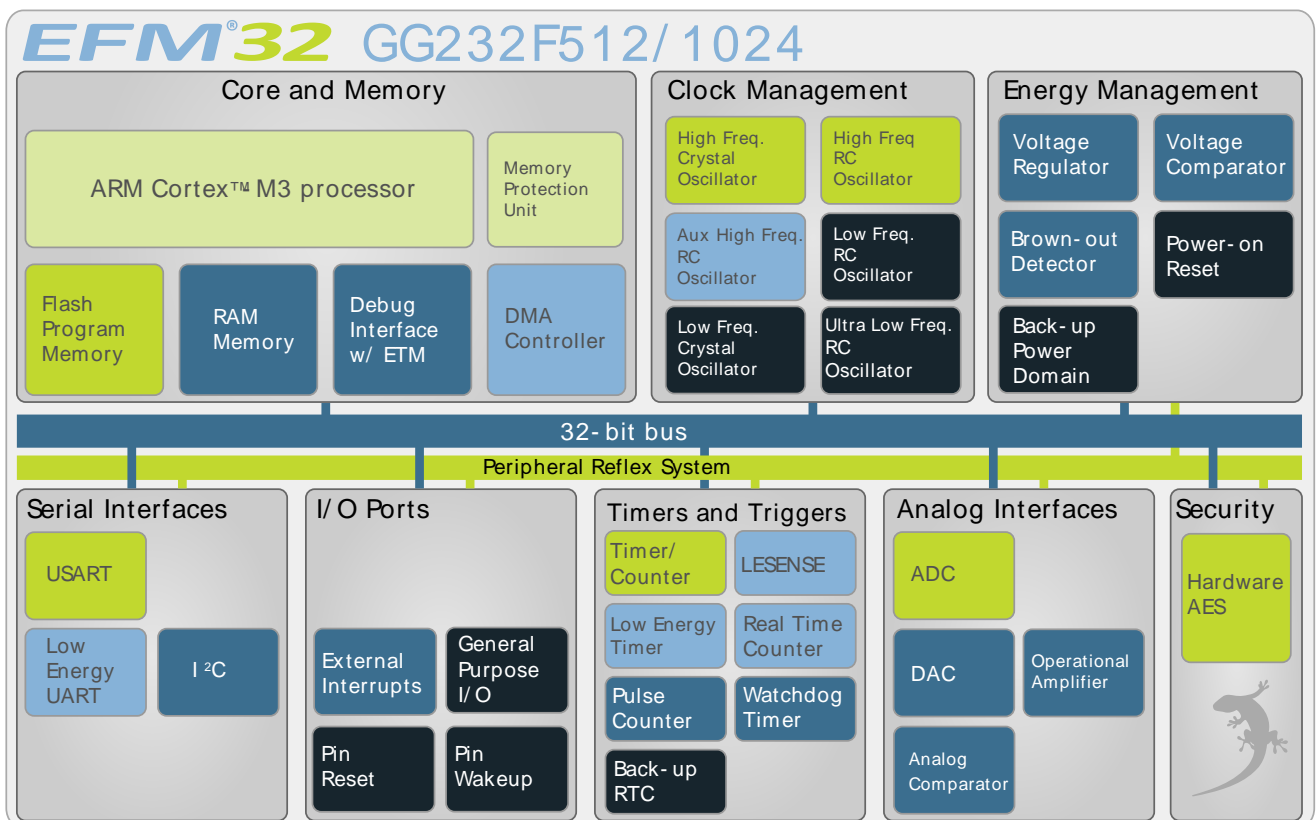 EFM®32 GG232F512/1024
Core and Memory
ARM Cortex™ M3 processor
Memory
Protection
Unit
Flash
Program
Memory
RAM
Memory
Debug
Interface
w/ ETM
DMA
Controller
Clock Management
High Freq.
Crystal
Oscillator
High Freq
RC
Oscillator
Aux High Freq.
RC
Oscillator
Low Freq.
RC
Oscillator
Low Freq.
Crystal
Oscillator
Ultra Low Freq.
RC
Oscillator
Energy Management
Voltage
Regulator
Voltage
Comparator
Brown-out
Detector
Power-on
Reset
Back-up
Power
Domain
32-bit bus
Peripheral Reflex System
Serial Interfaces
USART
Low
Energy
UART
I²C
I/O Ports
External
Interrupts
General
Purpose
I/O
Pin
Reset
Pin
Wakeup
Timers and Triggers
Timer/
Counter
LESENSE
Low Energy
Timer
Real Time
Counter
Pulse
Counter
Watchdog
Timer
Back-up
RTC
Analog Interfaces
ADC
DAC
Operational
Amplifier
Analog
Comparator
Security
Hardware
AES